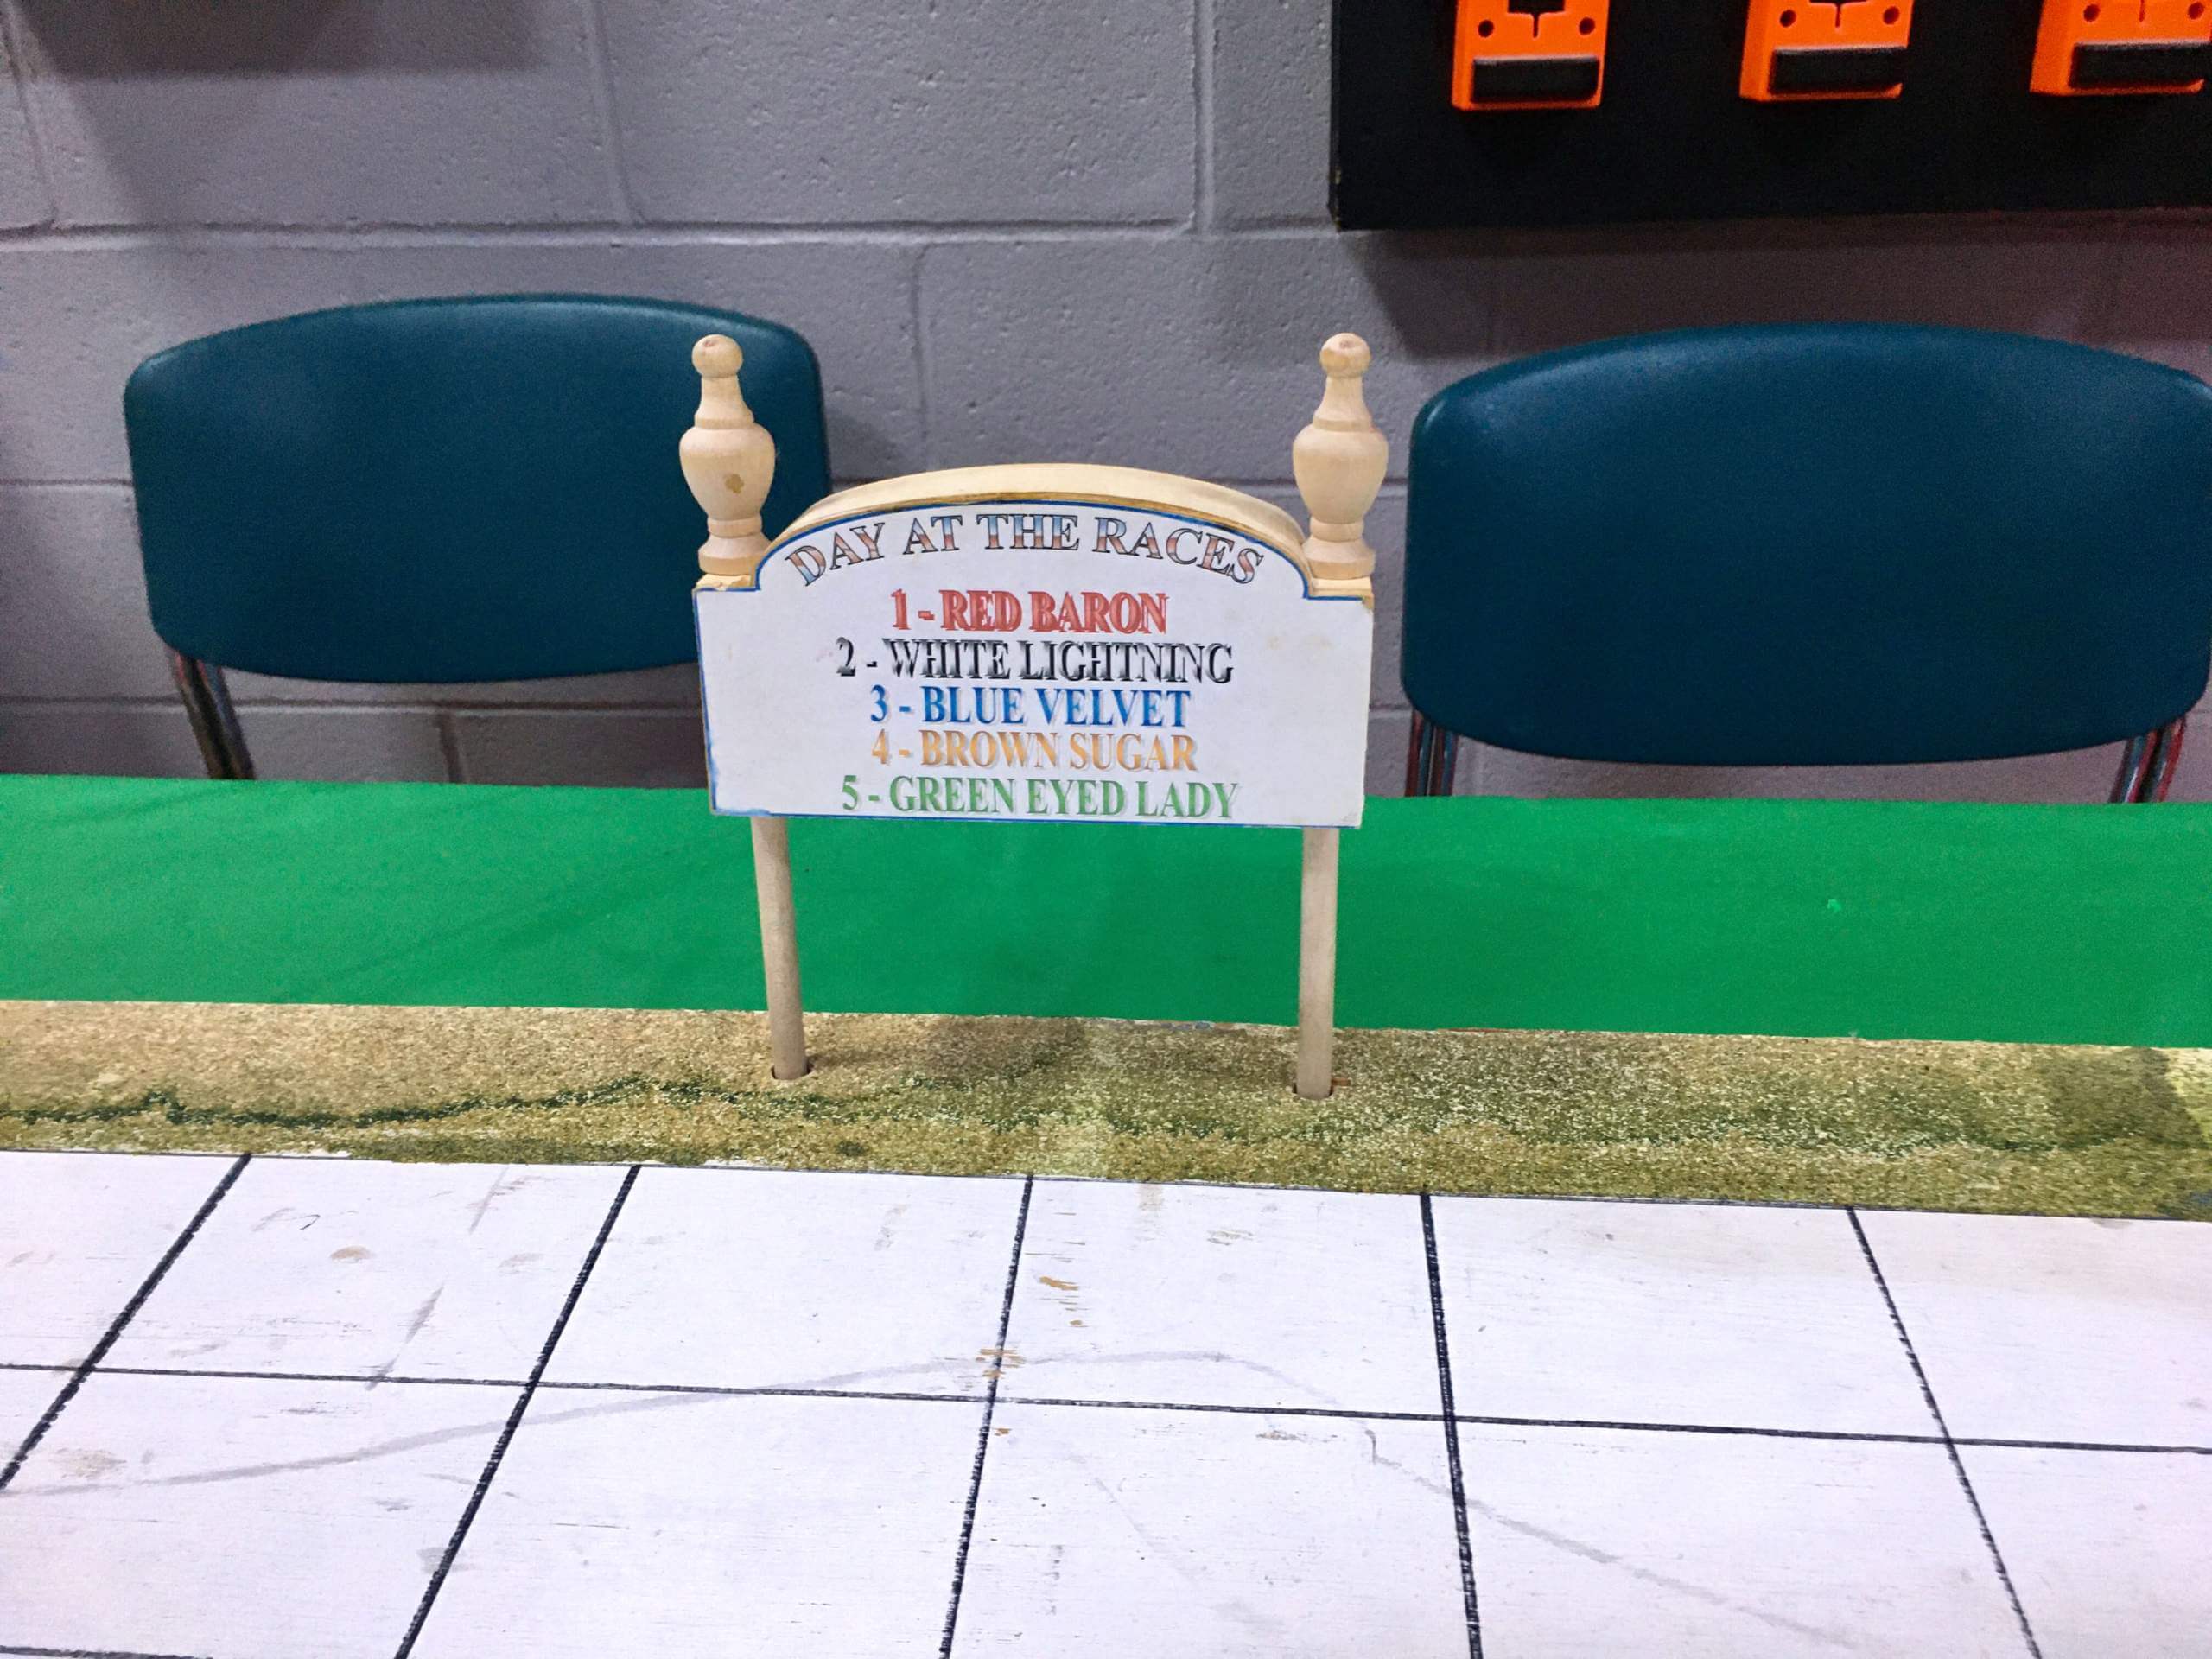 DAY AT THE RACES
1 - RED BARON
2 - WHITE LIGHTNING
3 - BLUE VELVET
4 - BROWN SUGAR
5 - GREEN EYED LADY